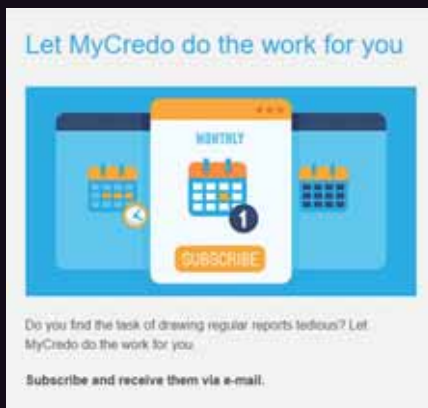 Let MyCredo do the work for you
MONTHLY
1
SUBSCRIBE
Do you find the task of drawing regular reports tedious? Let
MyCredo do the work for you
Subscribe and receive them via e-mail.